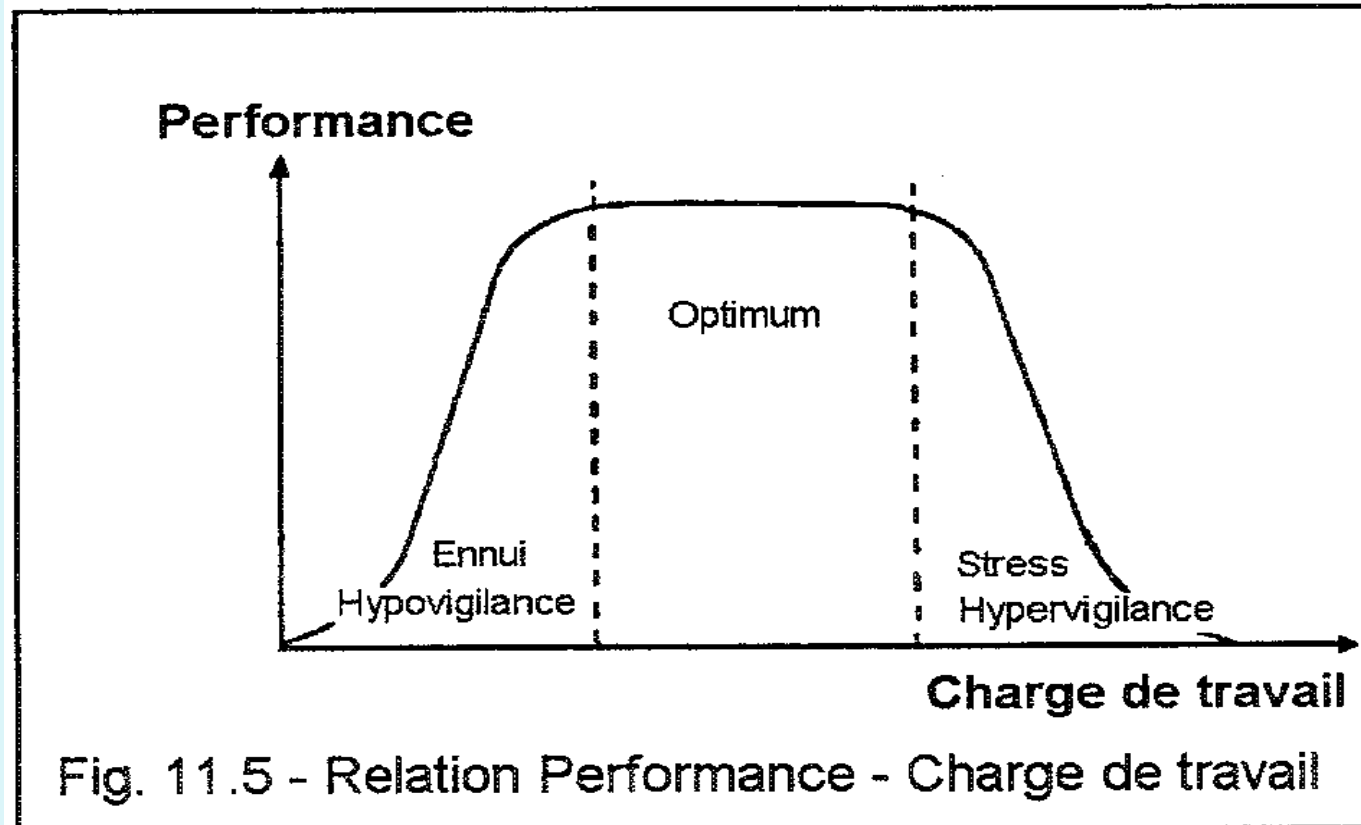 Performance
Optimum
Ennui
Hypovigilance
Stress
Hypervigilance
Charge de travail
Fig. 11.5 - Relation Performance - Charge de travail